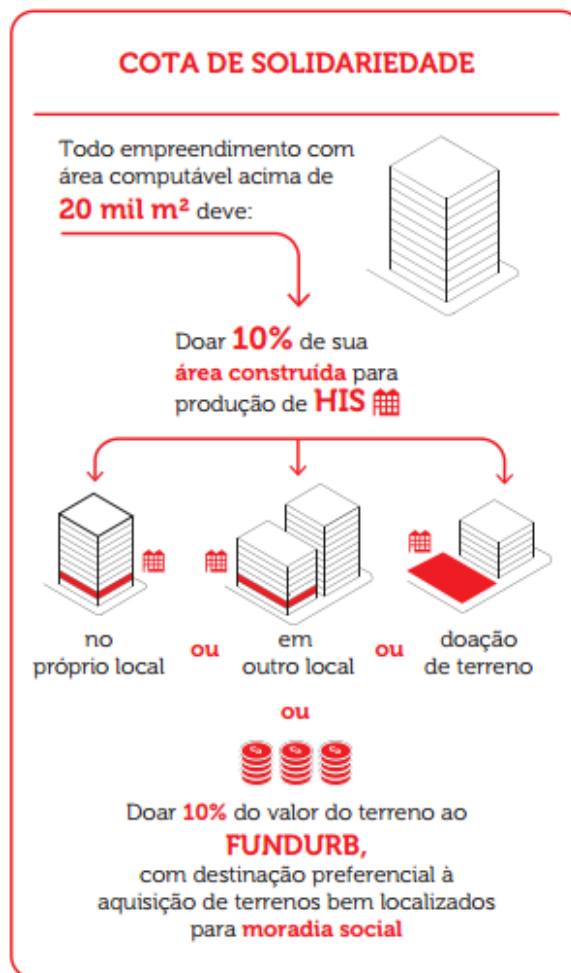 COTA DE SOLIDARIEDADE
Todo empreendimento com
área computável acima de
20 mil m² deve:
Doar 10% de sua
área construída para
produção de HIS
no
próprio local
ou
em
outro local
ou
doação
de terreno
ou
$ $ $
Doar 10% do valor do terreno ao
FUNDURB,
com destinação preferencial à
aquisição de terrenos bem localizados
para moradia social